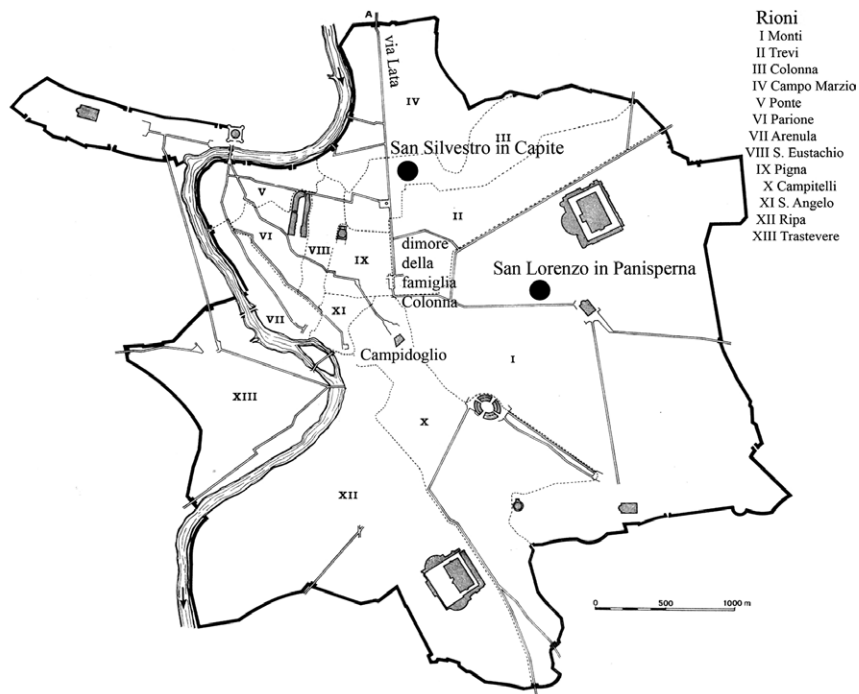 A
via Lata
IV
III
San Silvestro in Capite
V
II
VI
VIII
IX
dimore
della
famiglia
Colonna
San Lorenzo in Panisperna
VII
XI
Campidoglio
I
XIII
X
XII
0
500
1000 m
Rioni
I Monti
II Trevi
III Colonna
IV Campo Marzio
V Ponte
VI Parione
VII Arenula
VIII S. Eustachio
IX Pigna
X Campitelli
XI S. Angelo
XII Ripa
XIII Trastevere